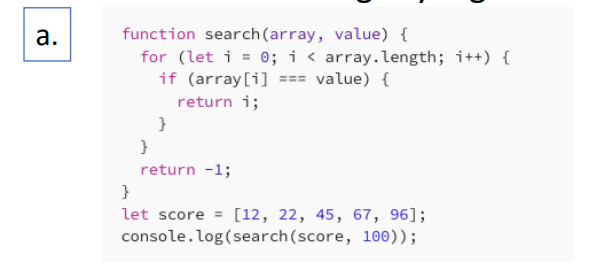 a.
function search(array, value) {
for (let i = 0; i < array.length; i++) {
if (array[i] === value) {
return i;
}
}
return -1;
}
let score = [12, 22, 45, 67, 96];
console.log(search(score, 100));